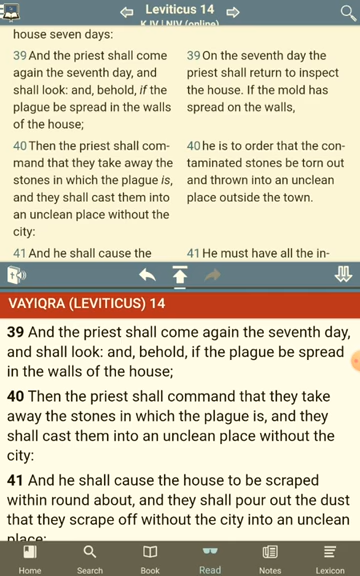 Leviticus 14
KJV | NIV (online)
house seven days:
39 And the priest shall come
again the seventh day, and
shall look: and, behold, if the
plague be spread in the walls
of the house;
39 On the seventh day the
priest shall return to inspect
the house. If the mold has
spread on the walls,
40 Then the priest shall com-
mand that they take away the
stones in which the plague is,
and they shall cast them into
an unclean place without the
city:
40 he is to order that the con-
taminated stones be torn out
and thrown into an unclean
place outside the town.
41 And he shall cause the
41 He must have all the in-
VAYIQRA (LEVITICUS) 14
39 And the priest shall come again the seventh day,
and shall look: and, behold, if the plague be spread
in the walls of the house;
40 Then the priest shall command that they take
away the stones in which the plague is, and they
shall cast them into an unclean place without the
city:
41 And he shall cause the house to be scraped
within round about, and they shall pour out the dust
that they scrape off without the city into an unclean
place:
Home
Search
Book
Read
Notes
Lexicon